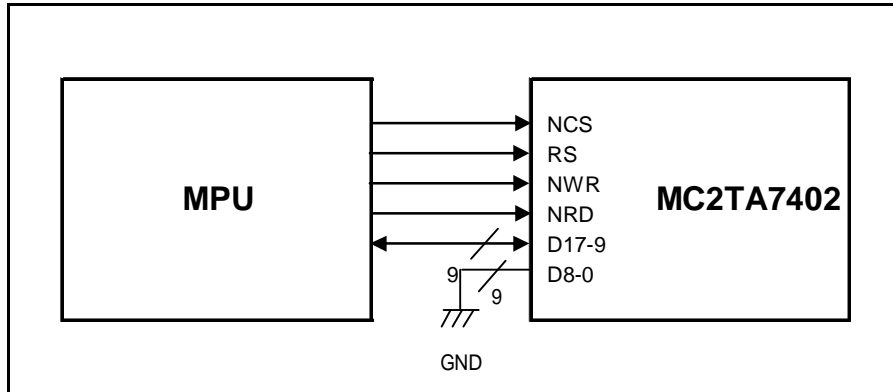 NCS
RS
NWR
MPU
MC2TA7402
NRD
D17-9
9
D8-0
9
GND